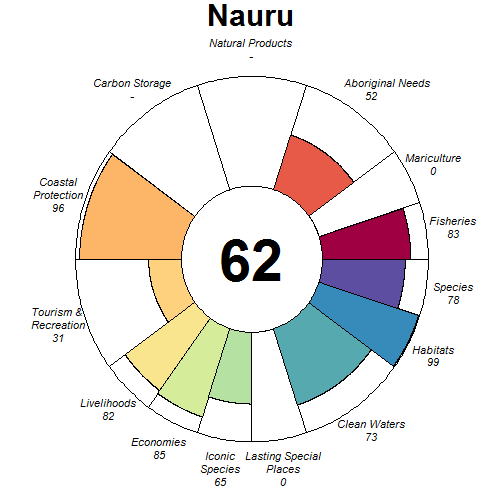 Nauru
Natural Products
-
Carbon Storage
-
Aboriginal Needs
52
Mariculture
0
Coastal
Protection
96
Fisheries
83
62
Species
78
Tourism &
Recreation
31
Habitats
99
Livelihoods
82
Clean Waters
73
Economies
85
Iconic
Species
65
Lasting Special
Places
0